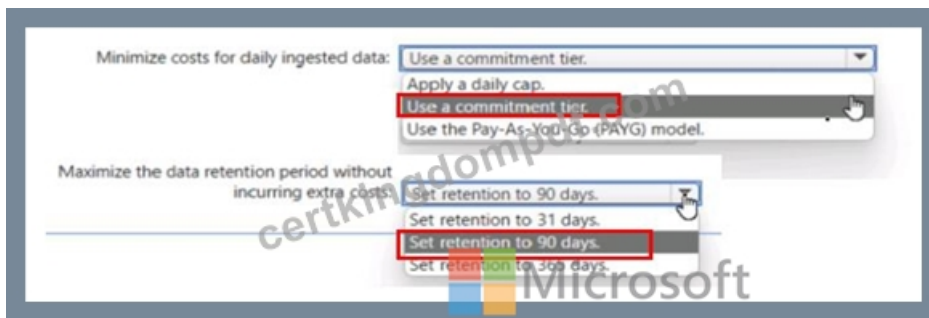 Minimize costs for daily ingested data: Use a commitment tier.
Apply a daily cap.
Use a commitment tier.
Use the Pay-As-You-Go (PAYG) model.
Maximize the data retention period without
incurring extra costs: Set retention to 90 days.
Set retention to 31 days.
Set retention to 90 days.
Set retention to 365 days.
certkingdompdf.com
Microsoft